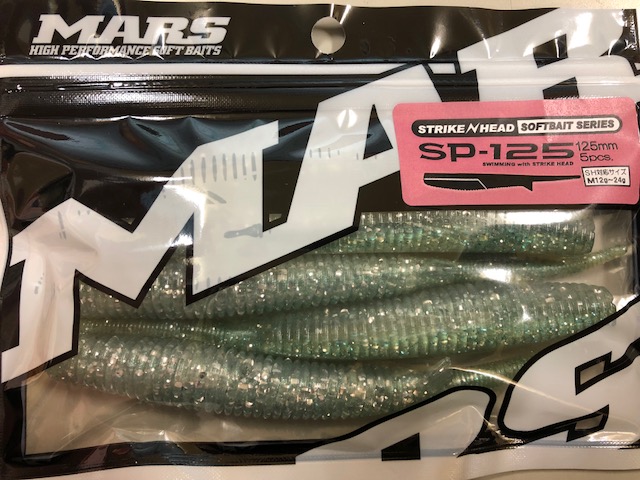 MARS
HIGH PERFORMANCE SOFT BAITS
MARS
STRIKE N HEAD SOFTBAIT SERIES
SP-125 125mm
5pcs.
SWIMMING with STRIKE HEAD
SH対応サイズ
M12g~24g